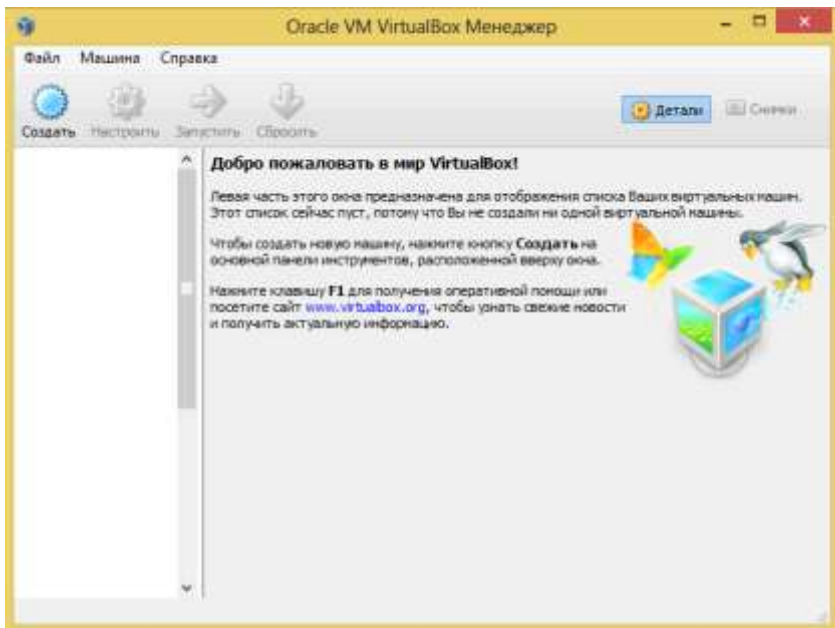 Oracle VM VirtualBox Менеджер
Файл Машина Справка
Создать Настроить Запустить Сбросить Детали Снимки
Добро пожаловать в мир VirtualBox!
Левая часть этого окна предназначена для отображения списка Ваших виртуальных машин.
Этот список сейчас пуст, потому что Вы не создали ни одной виртуальной машины.
Чтобы создать новую машину, нажмите кнопку Создать на
основной панели инструментов, расположенной вверху окна.
Нажмите клавишу F1 для получения оперативной помощи или
посетите сайт www.virtualbox.org, чтобы узнать свежие новости
и получить актуальную информацию.